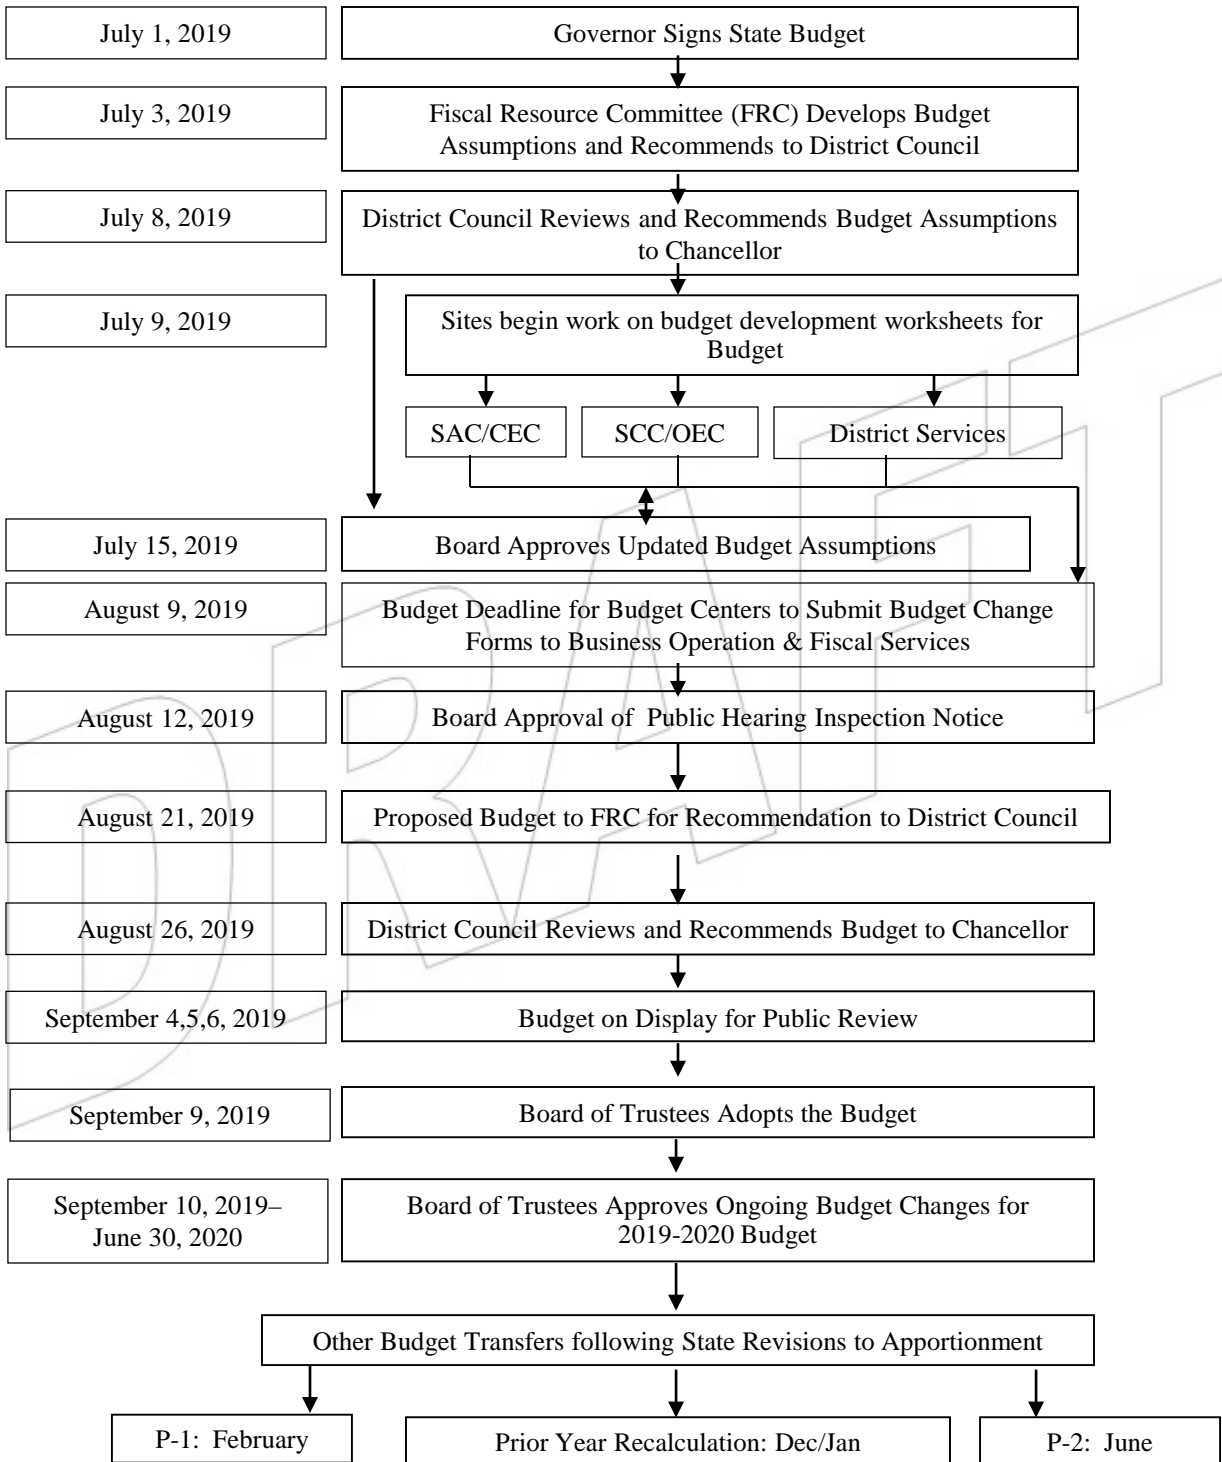 July 1, 2019
Governor Signs State Budget
July 3, 2019
Fiscal Resource Committee (FRC) Develops Budget
Assumptions and Recommends to District Council
July 8, 2019
District Council Reviews and Recommends Budget Assumptions
to Chancellor
July 9, 2019
Sites begin work on budget development worksheets for
Budget
SAC/CEC
SCC/OEC
District Services
July 15, 2019
Board Approves Updated Budget Assumptions
August 9, 2019
Budget Deadline for Budget Centers to Submit Budget Change
Forms to Business Operation & Fiscal Services
August 12, 2019
Board Approval of Public Hearing Inspection Notice
August 21, 2019
Proposed Budget to FRC for Recommendation to District Council
August 26, 2019
District Council Reviews and Recommends Budget to Chancellor
September 4,5,6, 2019
Budget on Display for Public Review
September 9, 2019
Board of Trustees Adopts the Budget
September 10, 2019–
June 30, 2020
Board of Trustees Approves Ongoing Budget Changes for
2019-2020 Budget
Other Budget Transfers following State Revisions to Apportionment
P-1: February
Prior Year Recalculation: Dec/Jan
P-2: June
DRAFT